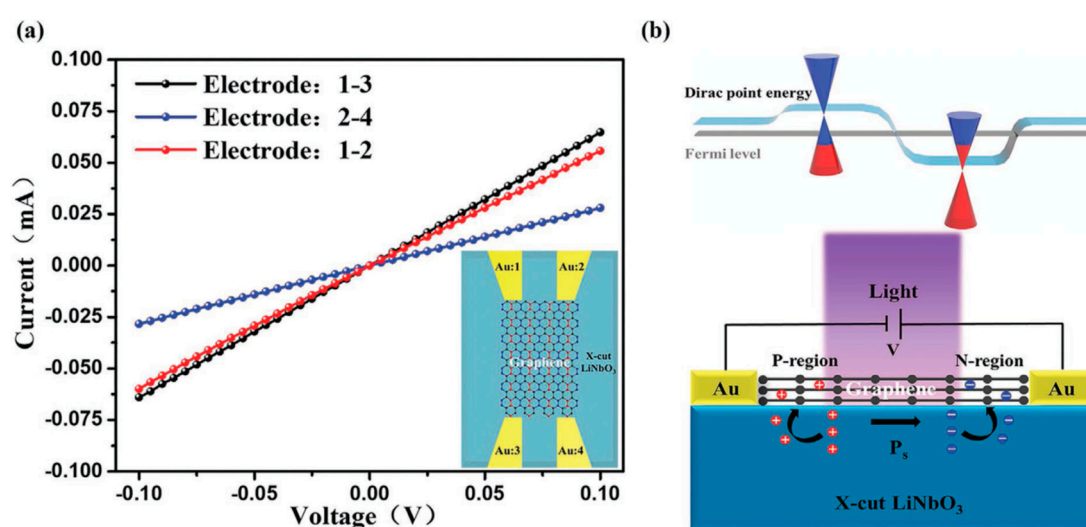 (a)
0.100
0.075
0.050
0.025
0.000
-0.025
-0.050
-0.075
-0.100
Current（mA）
Electrode：1-3
Electrode：2-4
Electrode：1-2
Au:1 Au:2
Graphene
X-cut
LiNbO₃
Au:3 Au:4
-0.10 -0.05 0.00 0.05 0.10
Voltage（V）
(b)
Dirac point energy
Fermi level
Light
V
P-region N-region
Au Graphene Au
Pₛ
X-cut LiNbO₃